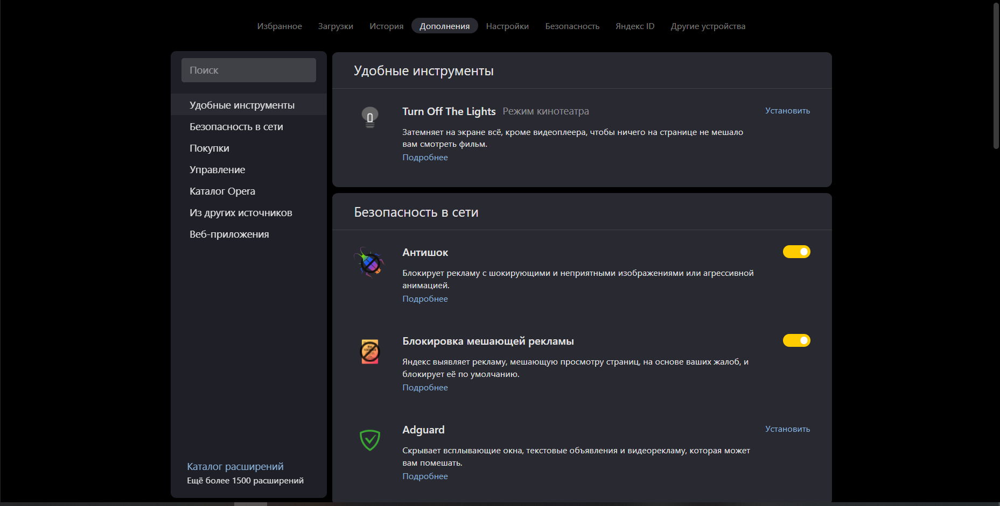 Избранное Загрузки История Дополнения Настройки Безопасность Яндекс ID Другие устройства
Поиск
Удобные инструменты
Безопасность в сети
Покупки
Управление
Каталог Opera
Из других источников
Веб-приложения
Каталог расширений
Ещё более 1500 расширений
Удобные инструменты
Turn Off The Lights Режим кинотеатра
Установить
Затемняет на экране всё, кроме видеоплеера, чтобы ничего на странице не мешало
вам смотреть фильм.
Подробнее
Безопасность в сети
Антишок
Блокирует рекламу с шокирующими и неприятными изображениями или агрессивной
анимацией.
Подробнее
Блокировка мешающей рекламы
Яндекс выявляет рекламу, мешающую просмотру страниц, на основе ваших жалоб, и
блокирует её по умолчанию.
Подробнее
Adguard
Установить
Скрывает всплывающие окна, текстовые объявления и видеорекламу, которая может
вам помешать.
Подробнее